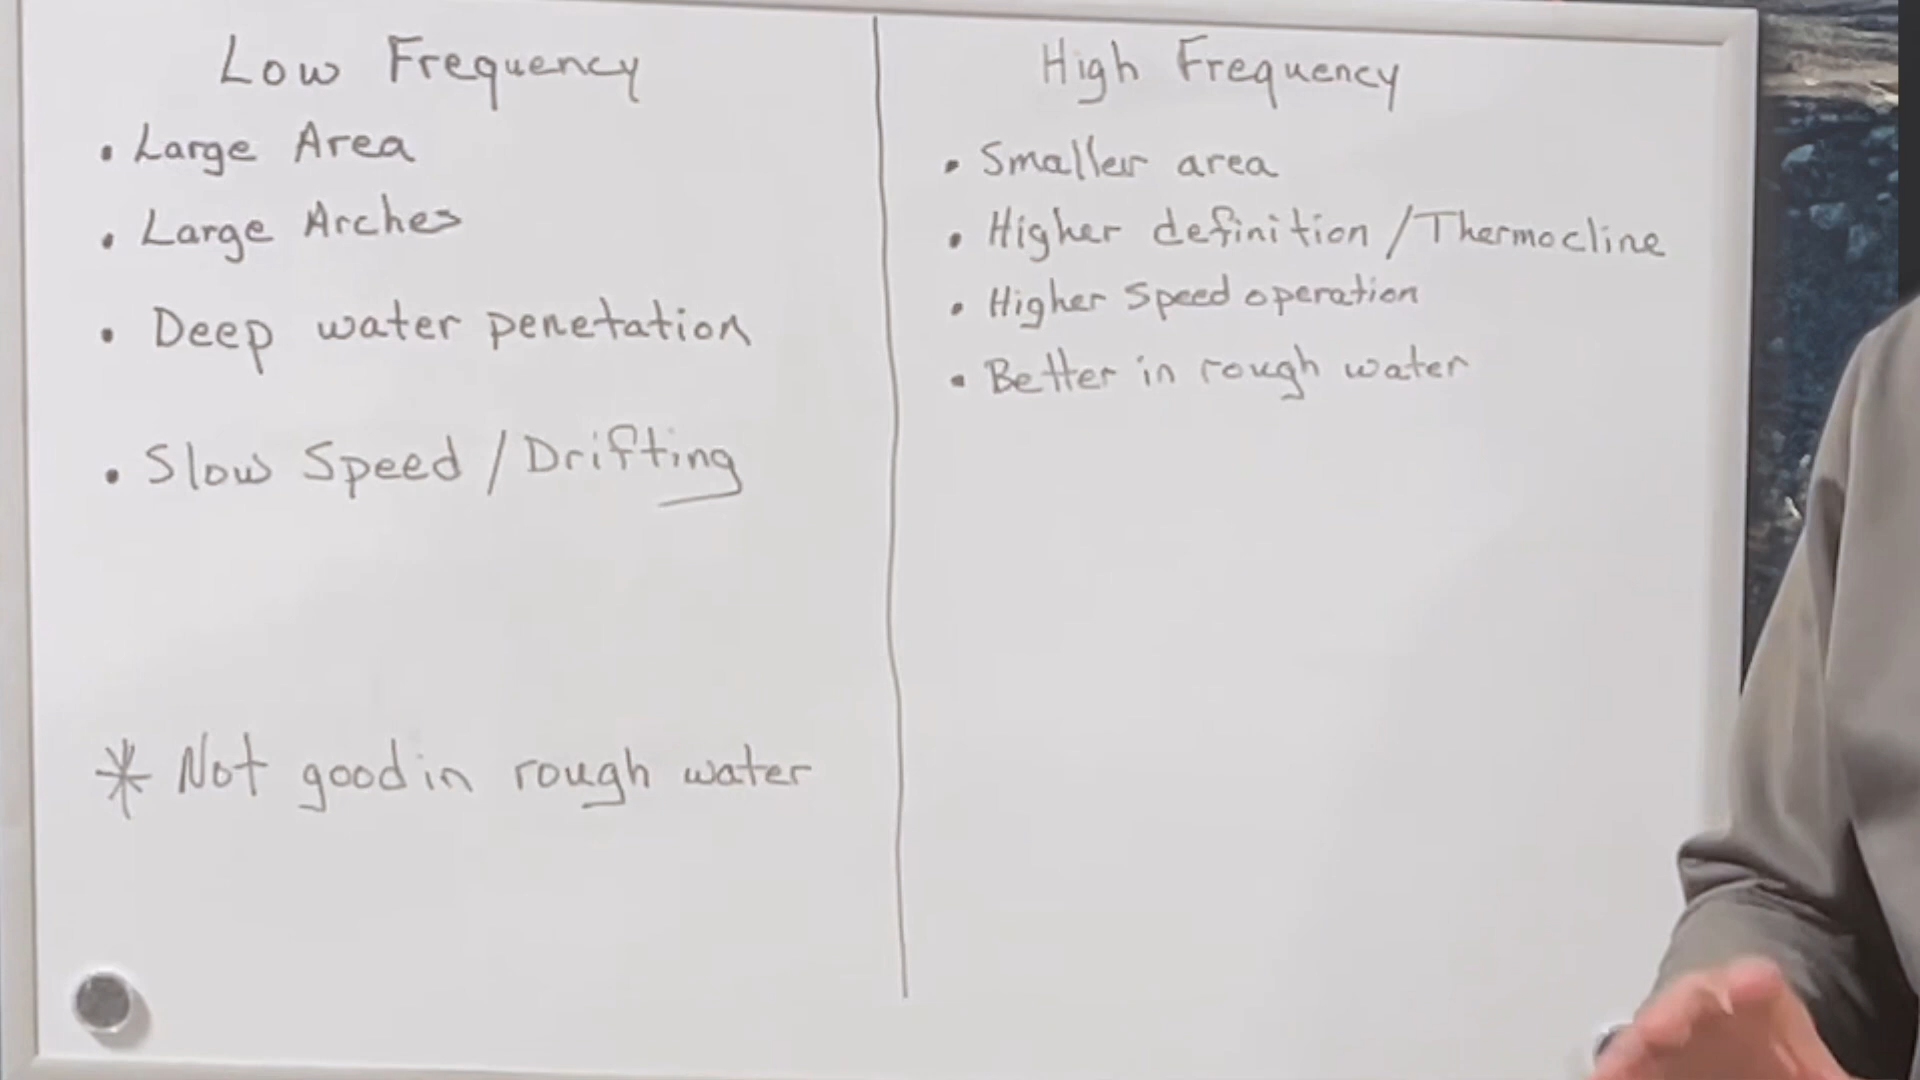 Low Frequency
• Large Area
• Large Arches
• Deep water penetation
• Slow Speed / Drifting
* Not good in rough water
High Frequency
• Smaller area
• Higher definition / Thermocline
• Higher Speed operation
• Better in rough water